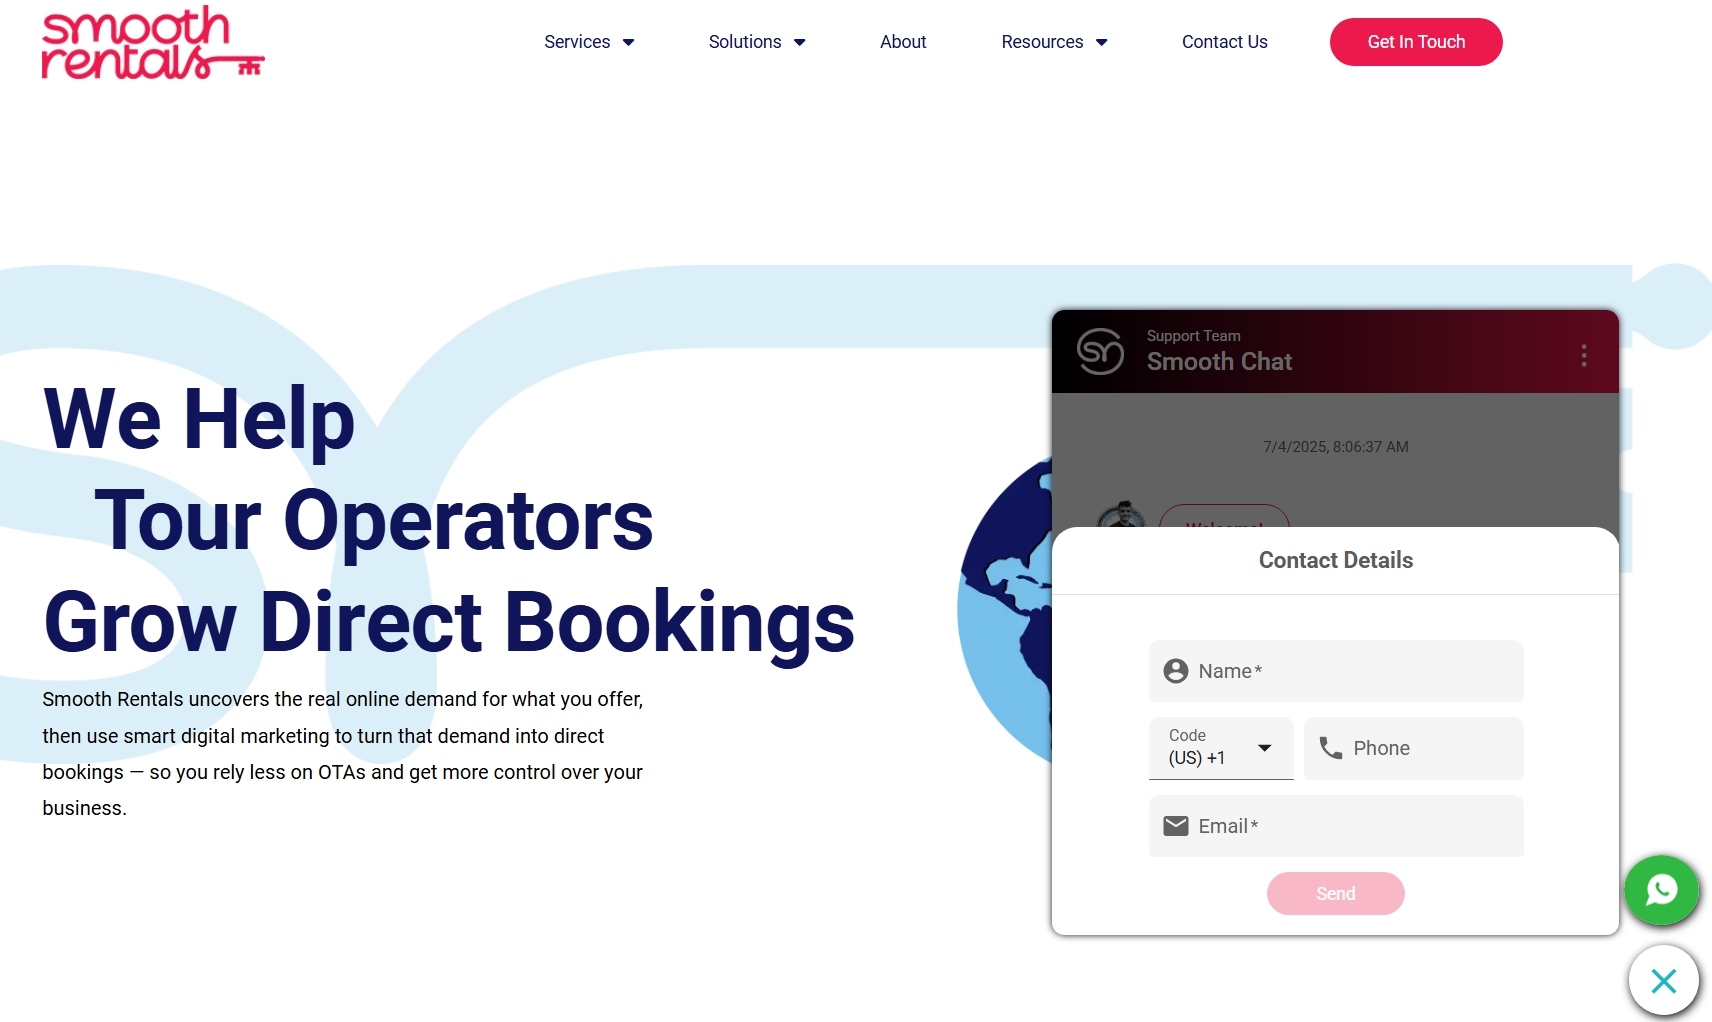 smooth
rentals
Services
Solutions
About
Resources
Contact Us
Get In Touch
We Help
Tour Operators
Grow Direct Bookings
Smooth Rentals uncovers the real online demand for what you offer,
then use smart digital marketing to turn that demand into direct
bookings — so you rely less on OTAs and get more control over your
business.
Support Team
Smooth Chat
7/4/2025, 8:06:37 AM
Welcome!
Contact Details
Name*
Code
(US) +1
Phone
Email*
Send